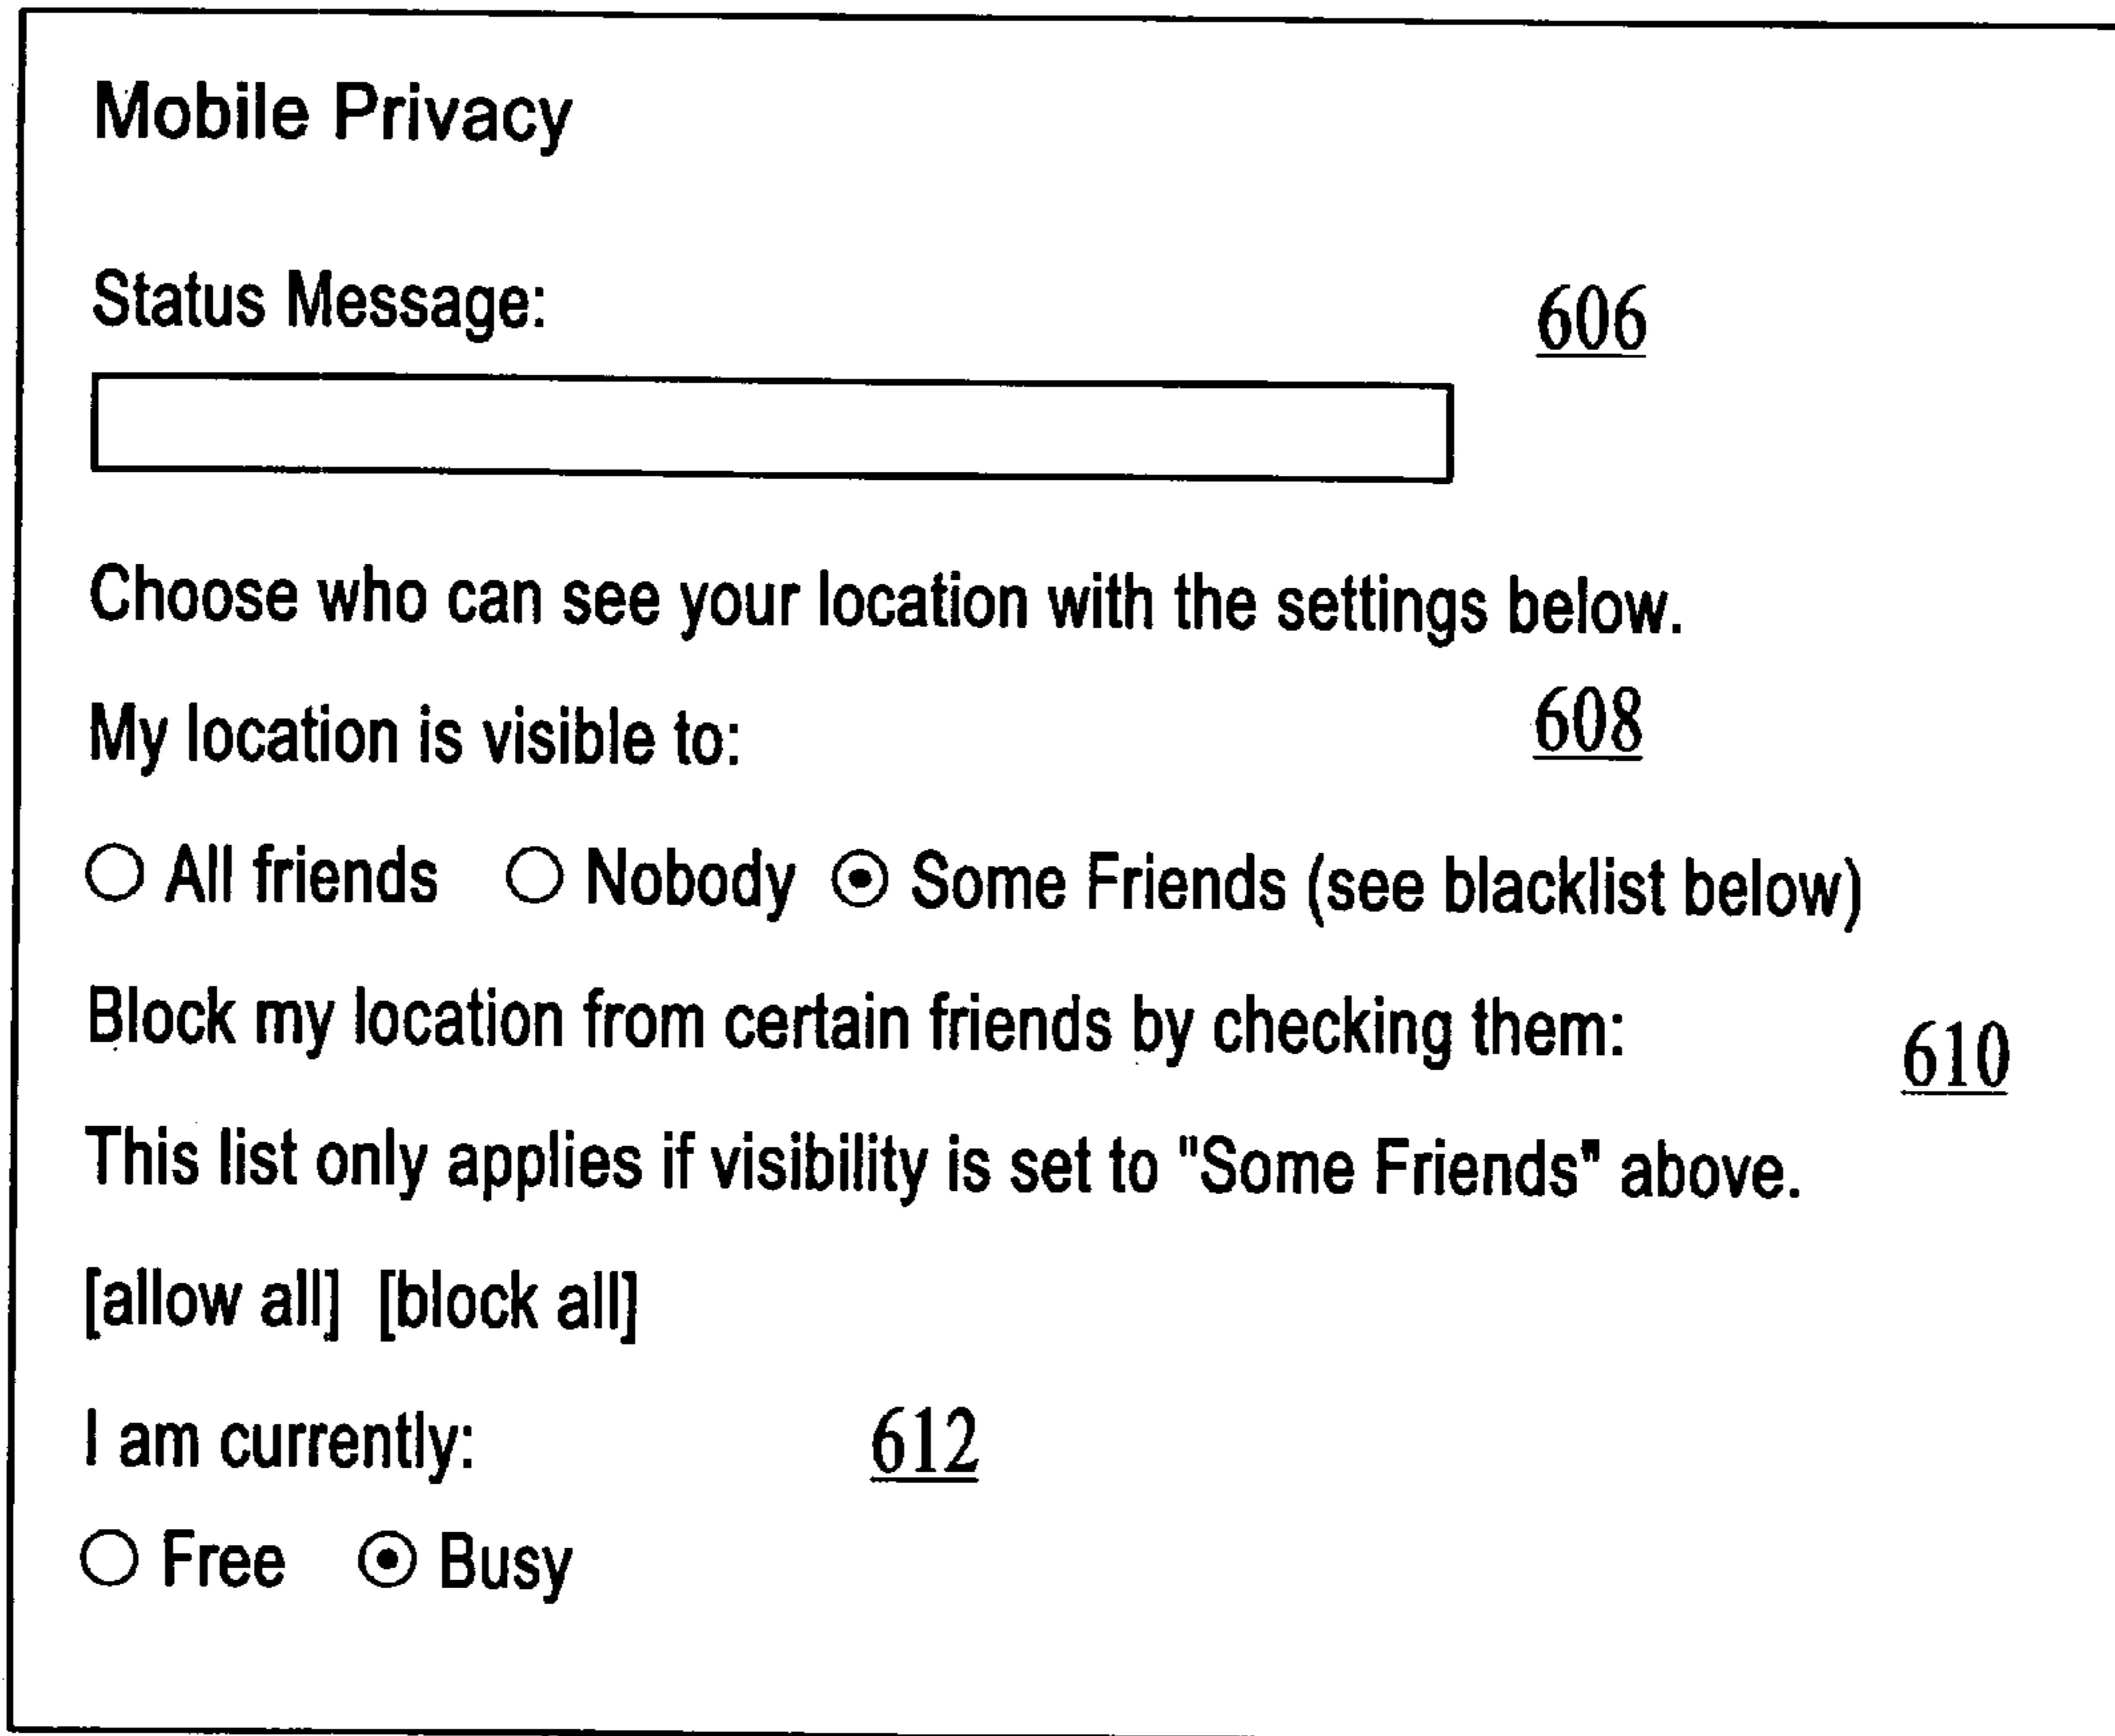 Mobile Privacy
Status Message: 606
Choose who can see your location with the settings below.
My location is visible to: 608
All friends Nobody Some Friends (see blacklist below)
Block my location from certain friends by checking them: 610
This list only applies if visibility is set to "Some Friends" above.
[allow all] [block all]
I am currently: 612
Free Busy